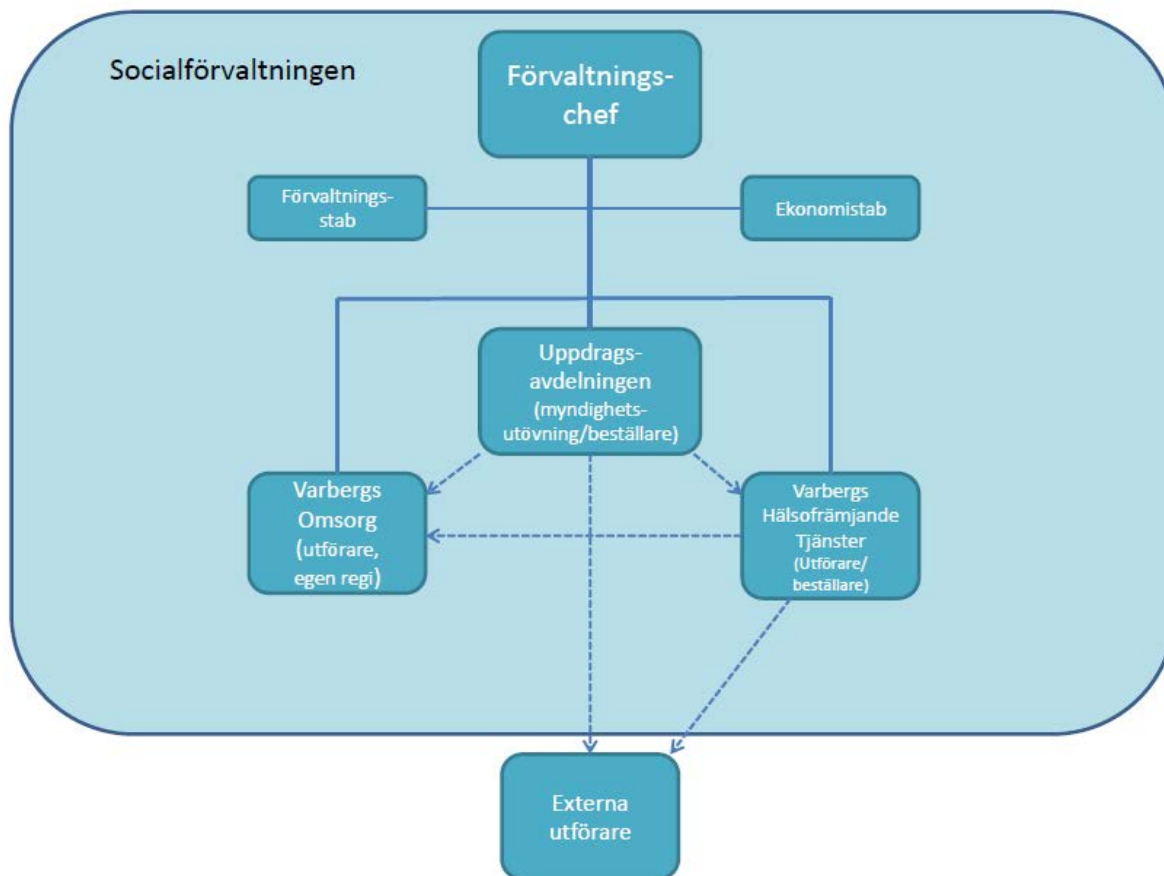 Socialförvaltningen
Förvaltnings-
chef
Förvaltnings-
stab
Ekonomistab
Uppdrags-
avdelningen
(myndighets-
utövning/beställare)
Varbergs
Omsorg
(utförare,
egen regi)
Varbergs
Hälsofrämjande
Tjänster
(Utförare/
beställare)
Externa
utförare